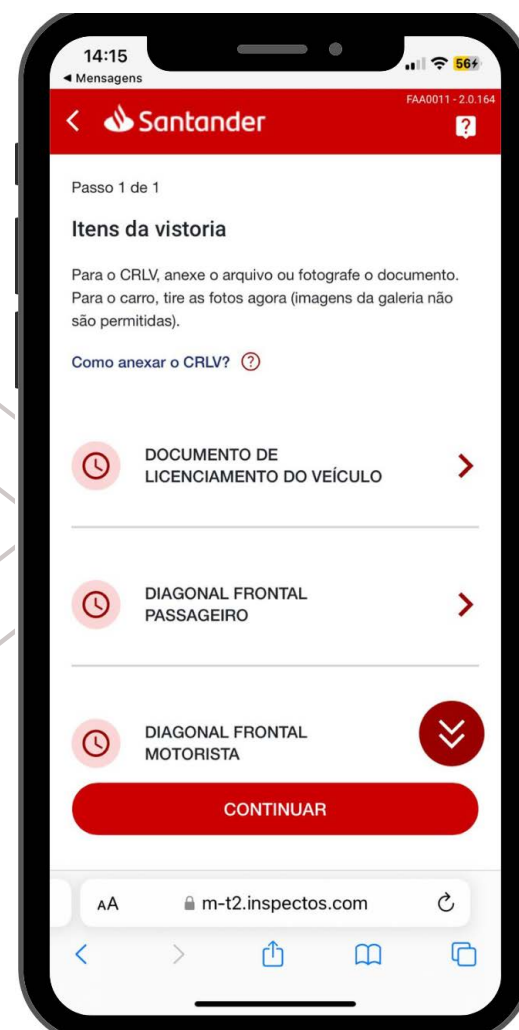 14:15
56
◀ Mensagens
FAA0011 - 2.0.164
Santander
Passo 1 de 1
Itens da vistoria
Para o CRLV, anexe o arquivo ou fotografe o documento.
Para o carro, tire as fotos agora (imagens da galeria não
são permitidas).
Como anexar o CRLV?
DOCUMENTO DE
LICENCIAMENTO DO VEÍCULO
DIAGONAL FRONTAL
PASSAGEIRO
DIAGONAL FRONTAL
MOTORISTA
CONTINUAR
AA
m-t2.inspectos.com